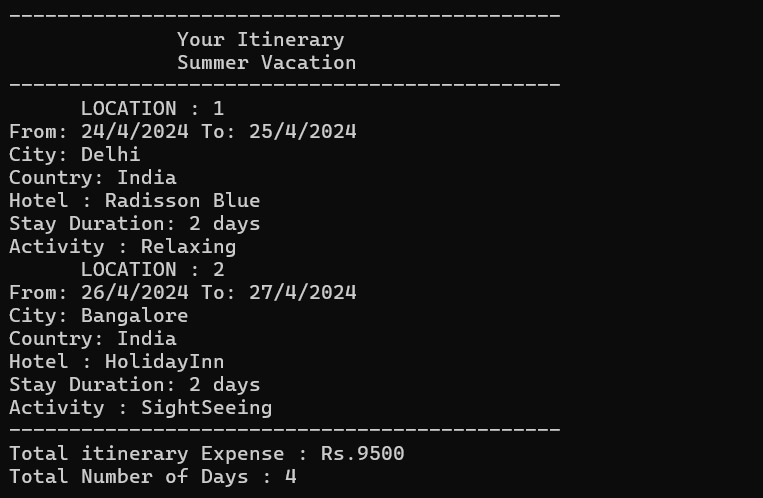 ----------------------------------------------
Your Itinerary
Summer Vacation
----------------------------------------------
LOCATION : 1
From: 24/4/2024 To: 25/4/2024
City: Delhi
Country: India
Hotel : Radisson Blue
Stay Duration: 2 days
Activity : Relaxing
LOCATION : 2
From: 26/4/2024 To: 27/4/2024
City: Bangalore
Country: India
Hotel : HolidayInn
Stay Duration: 2 days
Activity : SightSeeing
----------------------------------------------
Total itinerary Expense : Rs.9500
Total Number of Days : 4